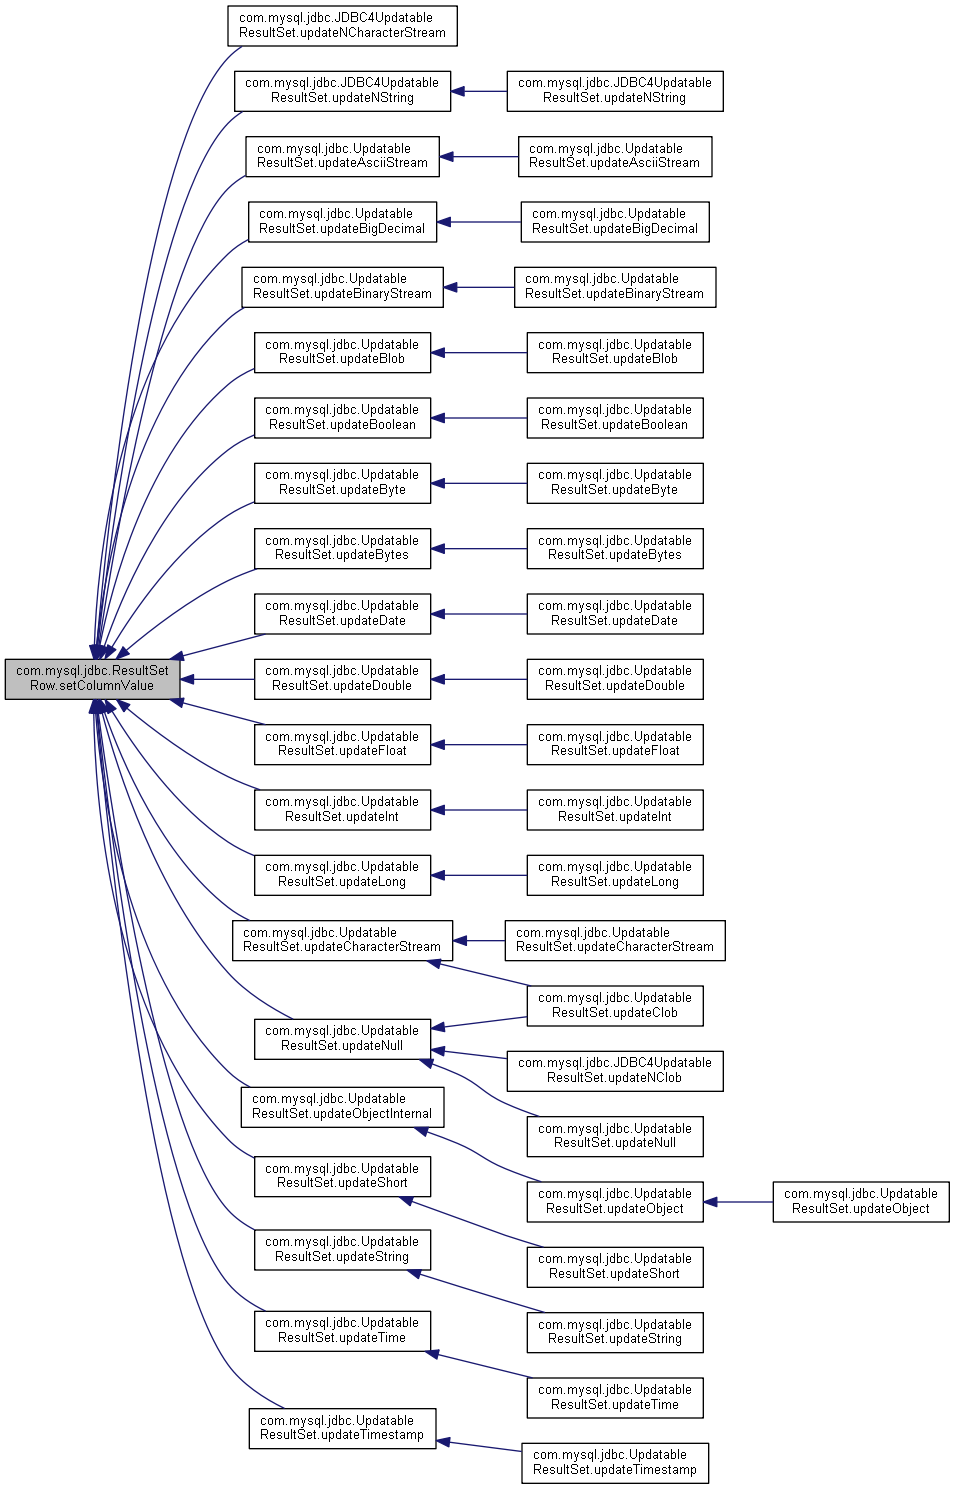 com.mysql.jdbc.JDBC4Updatable
ResultSet.updateNCharacterStream
com.mysql.jdbc.JDBC4Updatable
ResultSet.updateNString
com.mysql.jdbc.JDBC4Updatable
ResultSet.updateNString
com.mysql.jdbc.Updatable
ResultSet.updateAsciiStream
com.mysql.jdbc.Updatable
ResultSet.updateAsciiStream
com.mysql.jdbc.Updatable
ResultSet.updateBigDecimal
com.mysql.jdbc.Updatable
ResultSet.updateBigDecimal
com.mysql.jdbc.Updatable
ResultSet.updateBinaryStream
com.mysql.jdbc.Updatable
ResultSet.updateBinaryStream
com.mysql.jdbc.Updatable
ResultSet.updateBlob
com.mysql.jdbc.Updatable
ResultSet.updateBlob
com.mysql.jdbc.Updatable
ResultSet.updateBoolean
com.mysql.jdbc.Updatable
ResultSet.updateBoolean
com.mysql.jdbc.Updatable
ResultSet.updateByte
com.mysql.jdbc.Updatable
ResultSet.updateByte
com.mysql.jdbc.Updatable
ResultSet.updateBytes
com.mysql.jdbc.Updatable
ResultSet.updateBytes
com.mysql.jdbc.Updatable
ResultSet.updateDate
com.mysql.jdbc.Updatable
ResultSet.updateDate
com.mysql.jdbc.ResultSet
Row.setColumnValue
com.mysql.jdbc.Updatable
ResultSet.updateDouble
com.mysql.jdbc.Updatable
ResultSet.updateDouble
com.mysql.jdbc.Updatable
ResultSet.updateFloat
com.mysql.jdbc.Updatable
ResultSet.updateFloat
com.mysql.jdbc.Updatable
ResultSet.updateInt
com.mysql.jdbc.Updatable
ResultSet.updateInt
com.mysql.jdbc.Updatable
ResultSet.updateLong
com.mysql.jdbc.Updatable
ResultSet.updateLong
com.mysql.jdbc.Updatable
ResultSet.updateCharacterStream
com.mysql.jdbc.Updatable
ResultSet.updateCharacterStream
com.mysql.jdbc.Updatable
ResultSet.updateClob
com.mysql.jdbc.Updatable
ResultSet.updateNull
com.mysql.jdbc.JDBC4Updatable
ResultSet.updateNClob
com.mysql.jdbc.Updatable
ResultSet.updateObjectInternal
com.mysql.jdbc.Updatable
ResultSet.updateNull
com.mysql.jdbc.Updatable
ResultSet.updateShort
com.mysql.jdbc.Updatable
ResultSet.updateObject
com.mysql.jdbc.Updatable
ResultSet.updateObject
com.mysql.jdbc.Updatable
ResultSet.updateString
com.mysql.jdbc.Updatable
ResultSet.updateShort
com.mysql.jdbc.Updatable
ResultSet.updateTime
com.mysql.jdbc.Updatable
ResultSet.updateString
com.mysql.jdbc.Updatable
ResultSet.updateTime
com.mysql.jdbc.Updatable
ResultSet.updateTimestamp
com.mysql.jdbc.Updatable
ResultSet.updateTimestamp